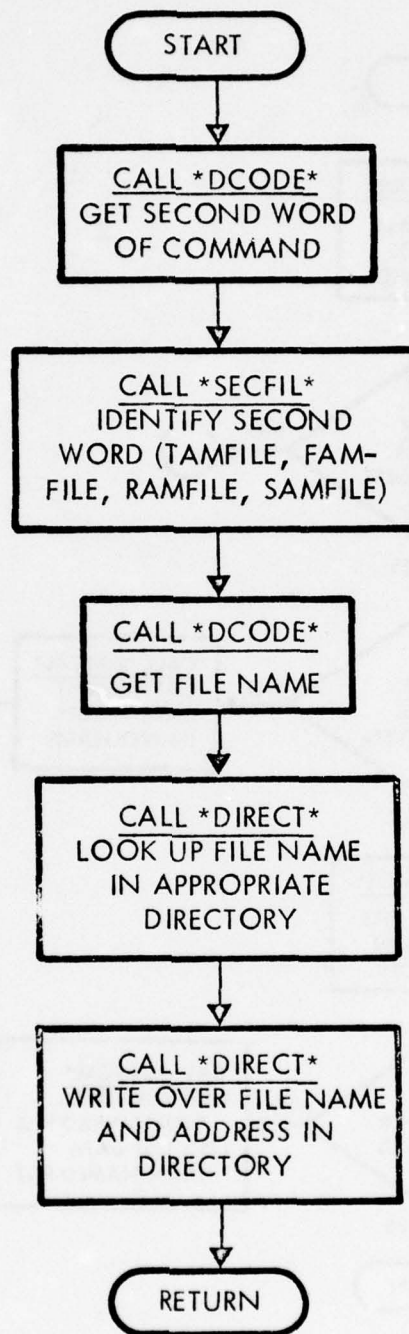 START
CALL *DCODE*
GET SECOND WORD
OF COMMAND
CALL *SECFIL*
IDENTIFY SECOND
WORD (TAMFILE, FAM-
FILE, RAMFILE, SAMFILE)
CALL *DCODE*
GET FILE NAME
CALL *DIRECT*
LOOK UP FILE NAME
IN APPROPRIATE
DIRECTORY
CALL *DIRECT*
WRITE OVER FILE NAME
AND ADDRESS IN
DIRECTORY
RETURN